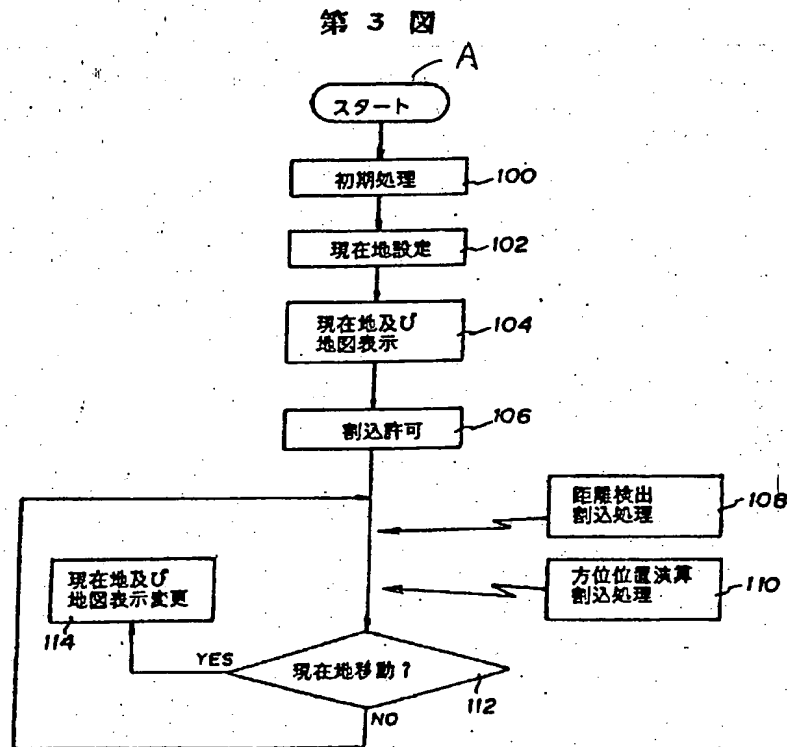 第 3 図
A
スタート
初期処理
100
現在地設定
102
現在地及び
地図表示
104
割込許可
106
距離検出
割込処理
108
方位位置演算
割込処理
110
現在地及び
地図表示変更
114
YES
現在地移動?
112
NO